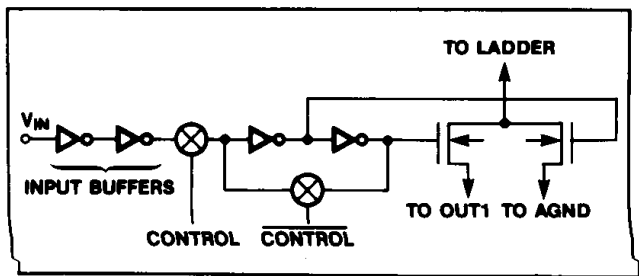 TO LADDER
VIN
INPUT BUFFERS
TO OUT1 TO AGND
CONTROL CONTROL